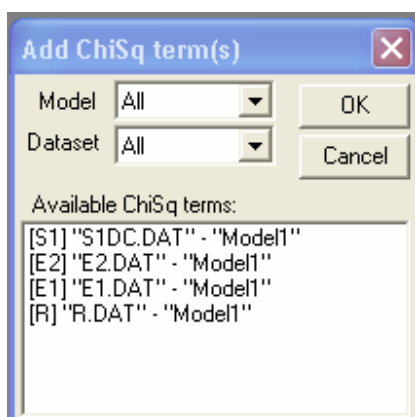 Add ChiSq term(s)
Model All OK
Dataset All Cancel
Available ChiSq terms:
[S1] "S1DC.DAT" - "Model1"
[E2] "E2.DAT" - "Model1"
[E1] "E1.DAT" - "Model1"
[R] "R.DAT" - "Model1"